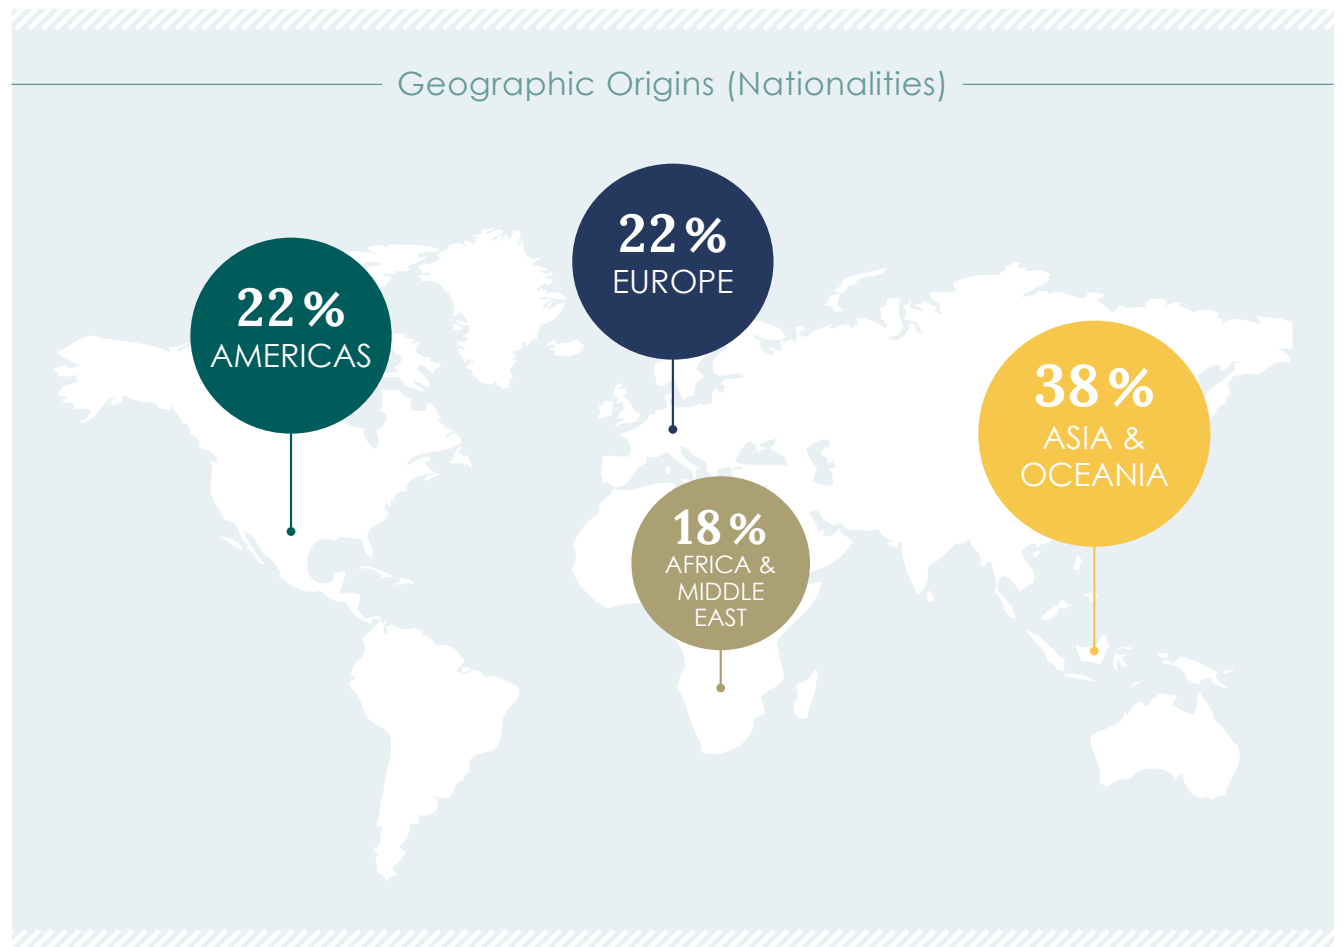 Geographic Origins (Nationalities)
22 %
EUROPE
22 %
AMERICAS
38 %
ASIA &
OCEANIA
18 %
AFRICA &
MIDDLE
EAST